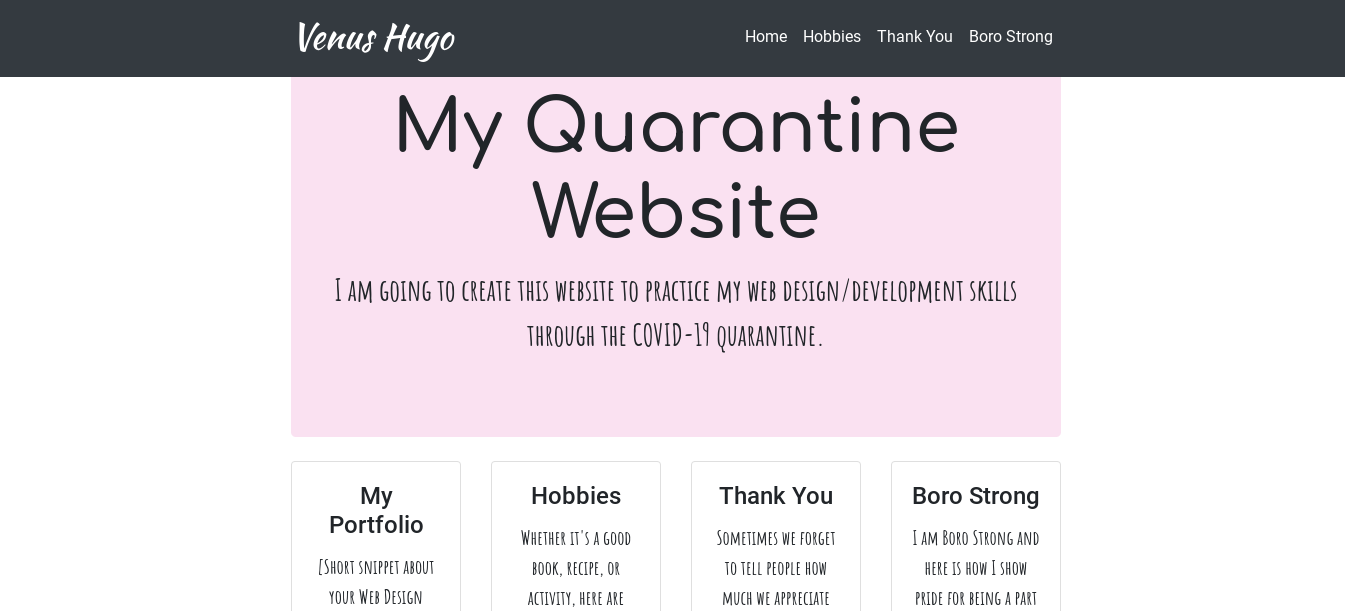 Venus Hugo
Home Hobbies Thank You Boro Strong
My Quarantine
Website
I am going to create this website to practice my web design/development skills
through the COVID-19 quarantine.
My
Portfolio
[Short snippet about
your Web Design
Hobbies
Whether it's a good
book, recipe, or
activity, here are
Thank You
Sometimes we forget
to tell people how
much we appreciate
Boro Strong
I am Boro Strong and
here is how I show
pride for being a part